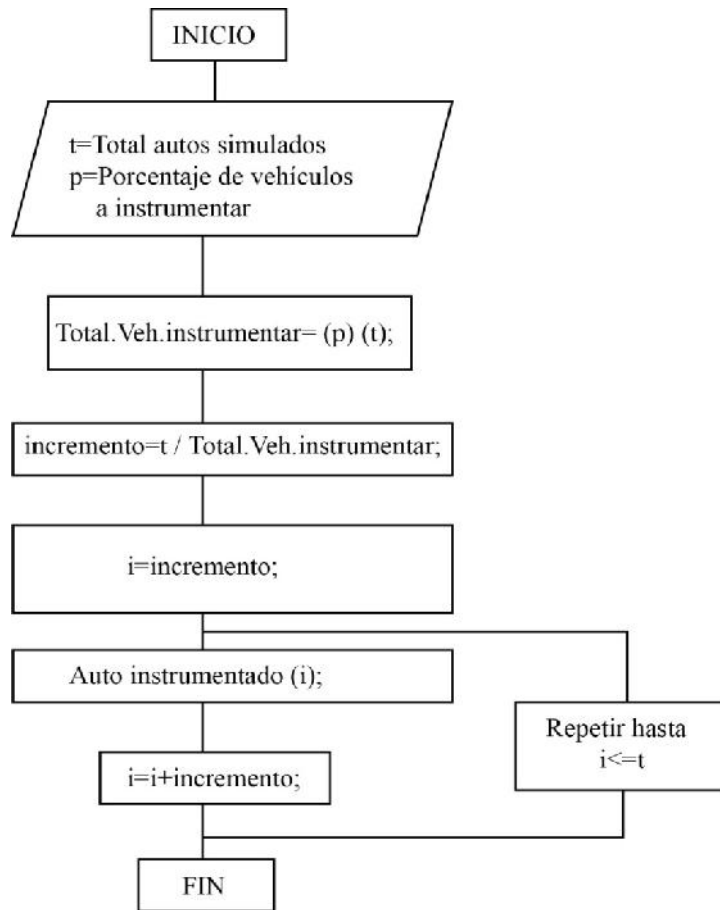 INICIO
t=Total autos simulados
p=Porcentaje de vehículos
a instrumentar
Total.Veh.instrumentar= (p) (t);
incremento=t / Total.Veh.instrumentar;
i=incremento;
Auto instrumentado (i);
i=i+incremento;
Repetir hasta
i<=t
FIN